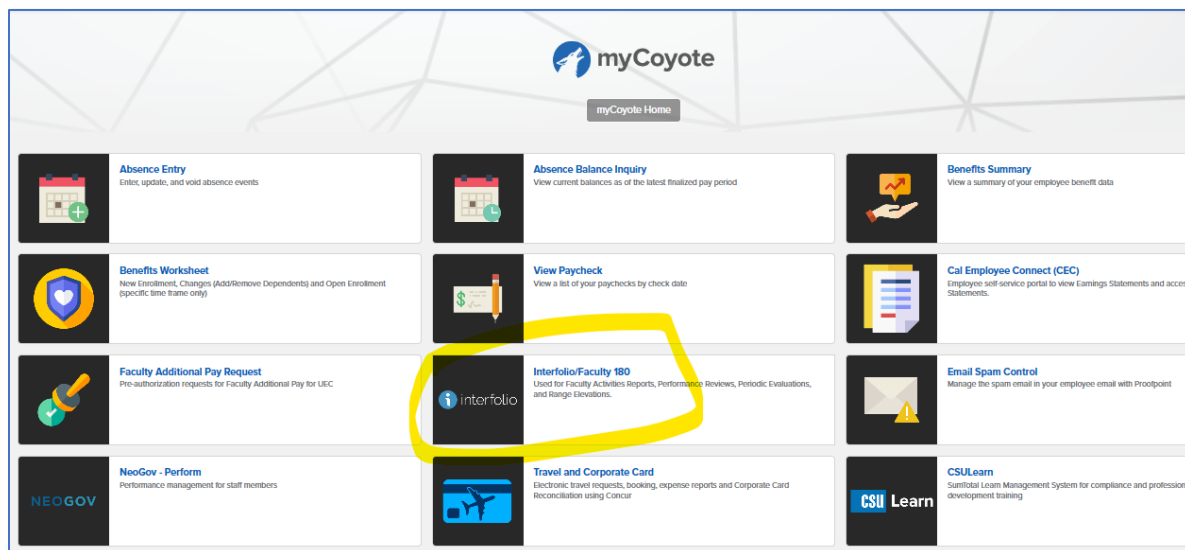 myCoyote
myCoyote Home
Absence Entry
Enter, update, and void absence events
Absence Balance Inquiry
View current balances as of the latest finalized pay period
Benefits Summary
View a summary of your employee benefit data
Benefits Worksheet
New Enrollment, Changes (Add/Remove Dependents) and Open Enrollment
(specific time frame only)
View Paycheck
View a list of your paychecks by check date
Cal Employee Connect (CEC)
Employee self-service portal to view Earnings Statements and acces
Statements.
Faculty Additional Pay Request
Pre-authorization requests for Faculty Additional Pay for UEC
interfolio
Interfolio/Faculty 180
Used for Faculty Activities Reports, Performance Reviews, Periodic Evaluations,
and Range Elevations.
Email Spam Control
Manage the spam email in your employee email with Proofpoint
NEOGOV
NeoGov - Perform
Performance management for staff members
Travel and Corporate Card
Electronic travel requests, booking, expense reports and Corporate Card
Reconciliation using Concur
CSU Learn
CSULearn
SumTotal Learn Management System for compliance and profession
development training